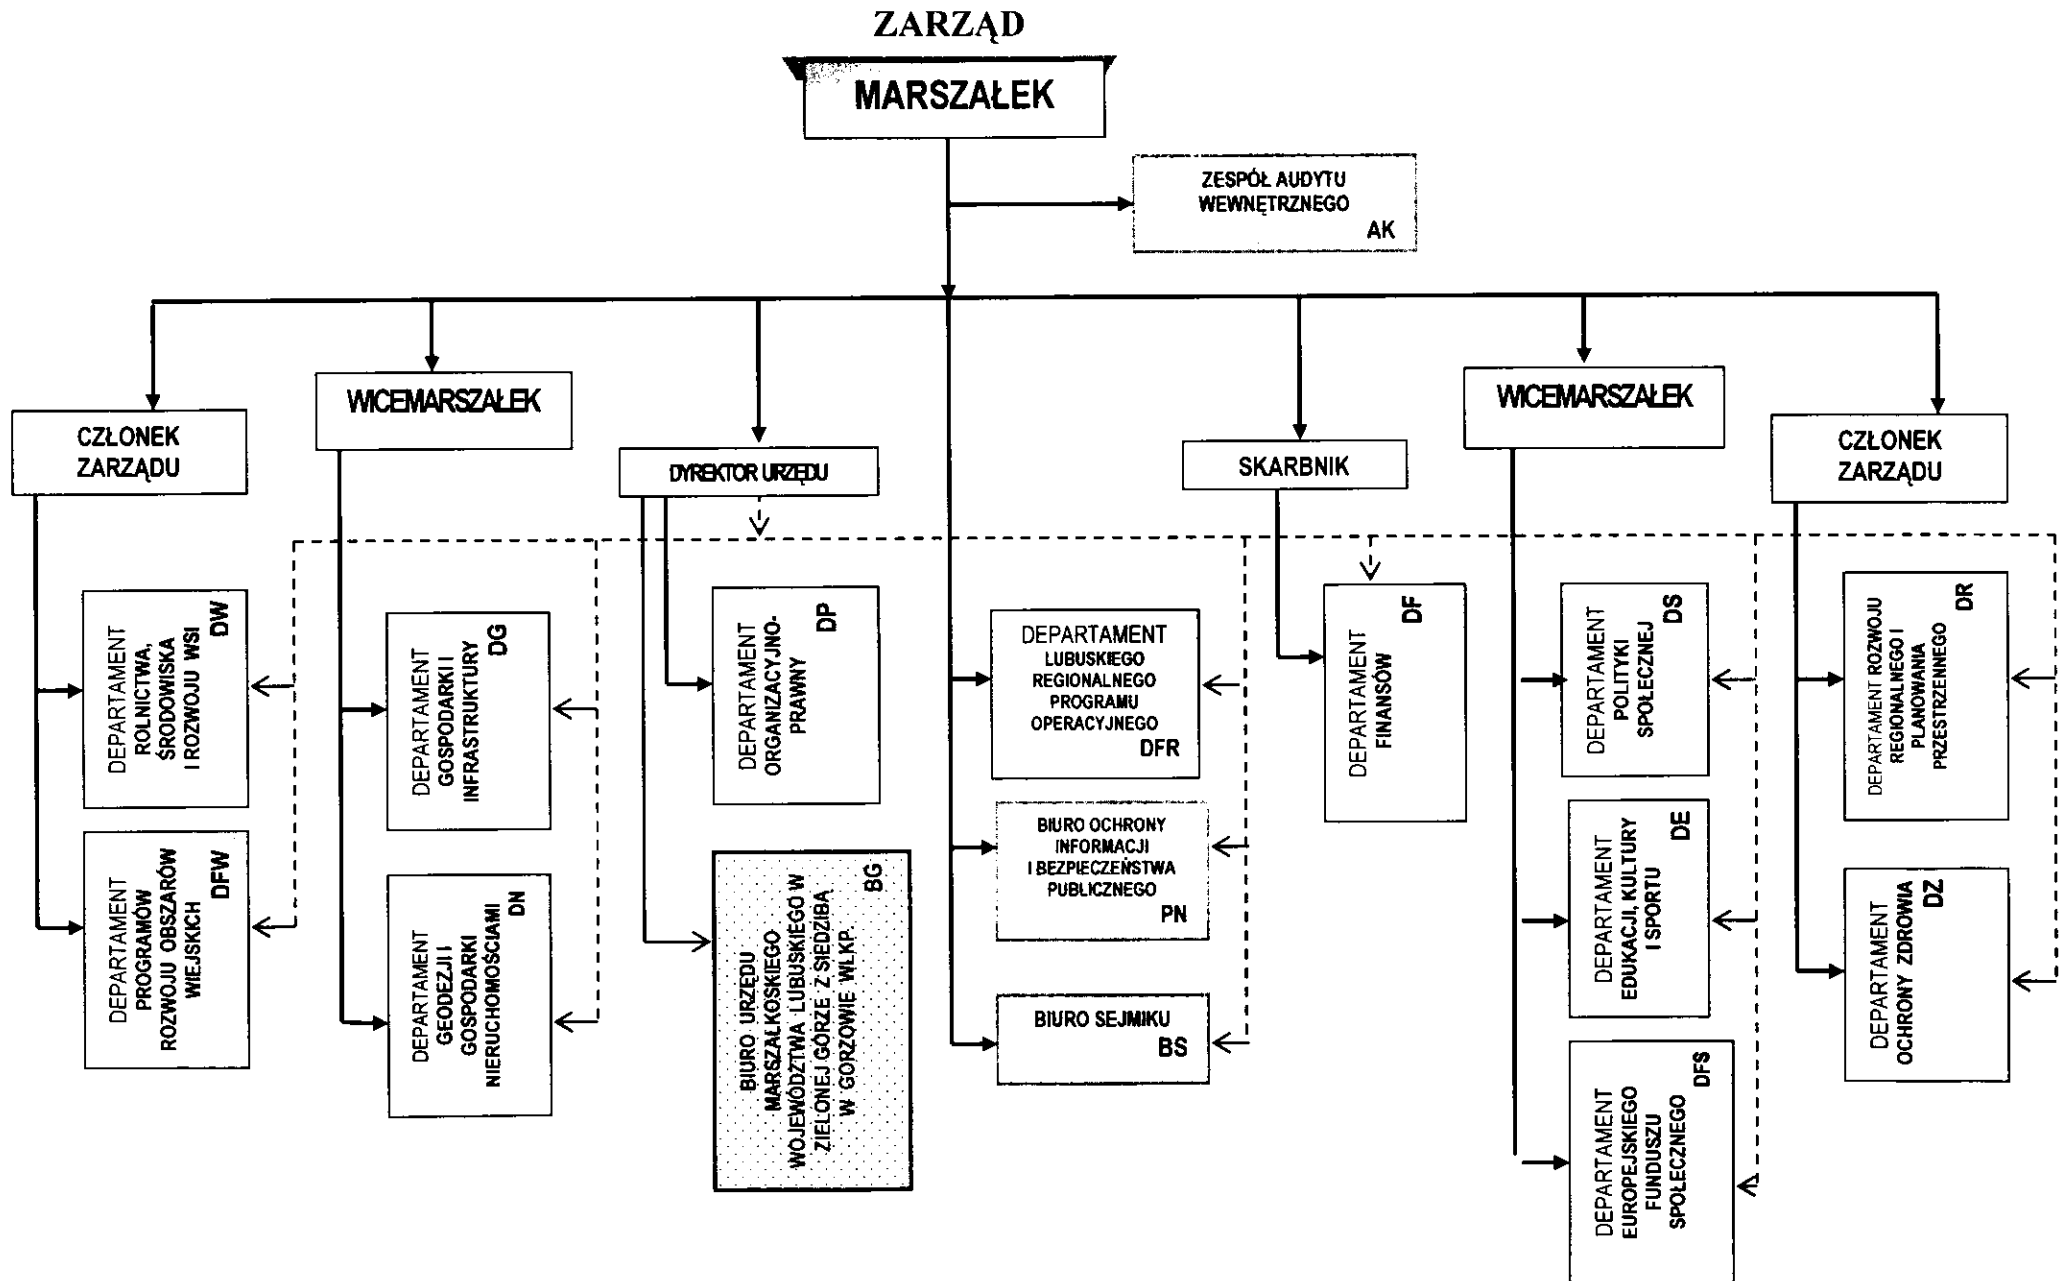 ZARZĄD
MARSZAŁEK
ZESPÓŁ AUDYTU
WEWNĘTRZNEGO
AK
CZŁONEK
ZARZĄDU
WICEMARSZAŁEK
DYREKTOR URZĘDU
SKARBNIK
WICEMARSZAŁEK
CZŁONEK
ZARZĄDU
DEPARTAMENT
ROLNICTWA,
ŚRODOWISKA
I ROZWOJU WSI
DW
DEPARTAMENT
PROGRAMÓW
ROZWOJU OBSZARÓW
WIEJSKICH
DFW
DEPARTAMENT
GOSPODARKI I
INFRASTRUKTURY
DG
DEPARTAMENT
GEODEZJI I
GOSPODARKI
NIERUCHOMOŚCIAMI
DN
DEPARTAMENT
ORGANIZACYJNO-
PRAWNY
DP
BIURO URZĘDU
MARSZAŁKOSKIEGO
WOJEWÓDZTWA LUBUSKIEGO W
ZIELONEJ GÓRZE Z SIEDZIBĄ
W GORZOWIE WLKP.
BG
DEPARTAMENT
LUBUSKIEGO
REGIONALNEGO
PROGRAMU
OPERACYJNEGO
DFR
BIURO OCHRONY
INFORMACJI
I BEZPIECZEŃSTWA
PUBLICZNEGO
PN
BIURO SEJMIKU
BS
DEPARTAMENT
FINANSÓW
DF
DEPARTAMENT
POLITYKI
SPOŁECZNEJ
DS
DEPARTAMENT
EDUKACJI, KULTURY
I SPORTU
DE
DEPARTAMENT
EUROPEJSKIEGO
FUNDUSZU
SPOŁECZNEGO
DFS
DEPARTAMENT ROZWOJU
REGIONALNEGO I
PLANOWANIA
PRZESTRZENNEGO
DR
DEPARTAMENT
OCHRONY ZDROWIA
DZ